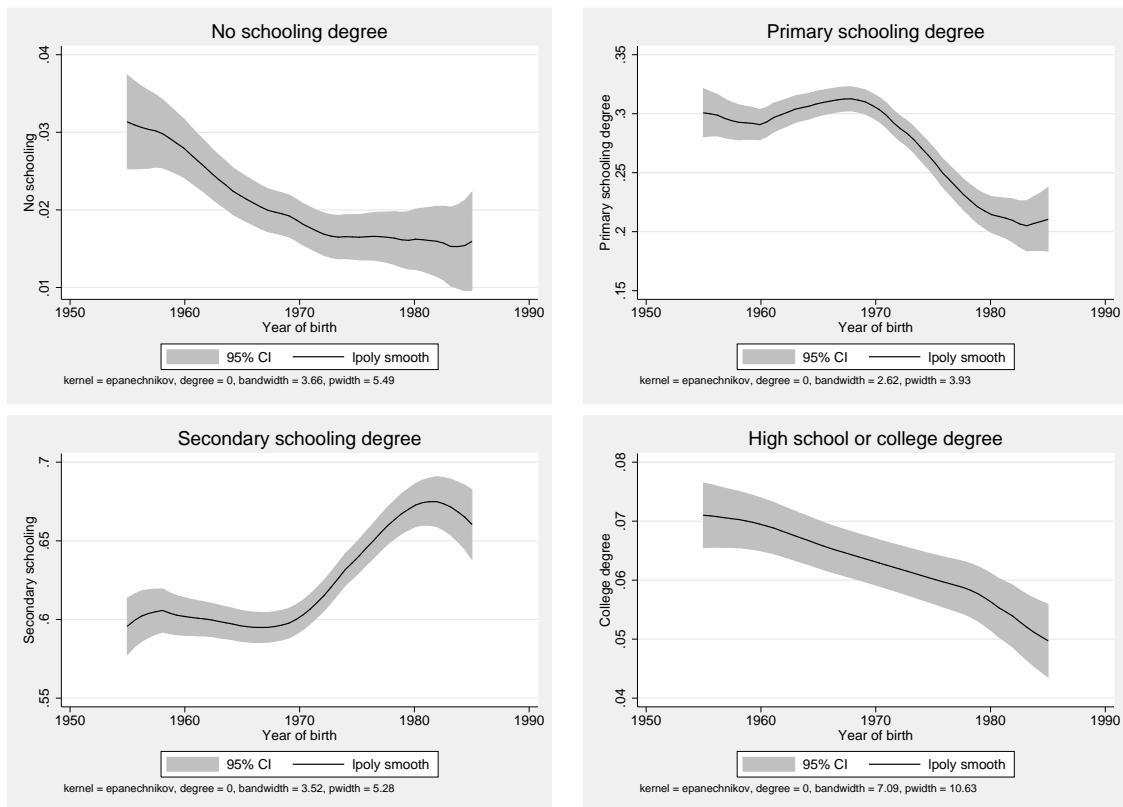 No schooling degree
No schooling
.04
.03
.02
.01
1950 1960 1970 1980 1990
Year of birth
95% CI lpoly smooth
kernel = epanechnikov, degree = 0, bandwidth = 3.66, pwidth = 5.49
Primary schooling degree
Primary schooling degree
.35
.3
.25
.2
.15
1950 1960 1970 1980 1990
Year of birth
95% CI lpoly smooth
kernel = epanechnikov, degree = 0, bandwidth = 2.62, pwidth = 3.93
Secondary schooling degree
Secondary schooling
.7
.65
.6
.55
1950 1960 1970 1980 1990
Year of birth
95% CI lpoly smooth
kernel = epanechnikov, degree = 0, bandwidth = 3.52, pwidth = 5.28
High school or college degree
College degree
.08
.07
.06
.05
.04
1950 1960 1970 1980 1990
Year of birth
95% CI lpoly smooth
kernel = epanechnikov, degree = 0, bandwidth = 7.09, pwidth = 10.63